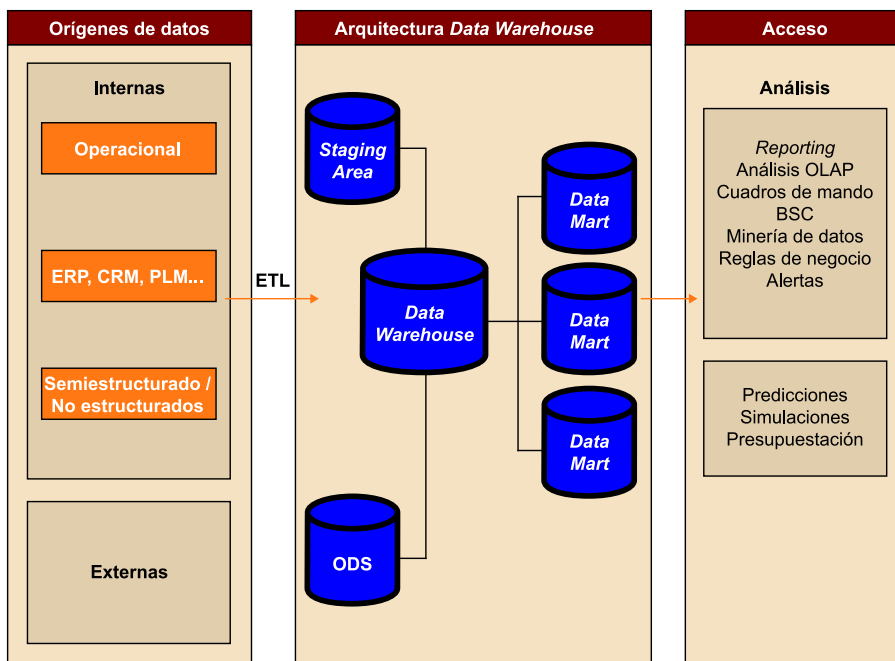 Orígenes de datos
Internas
Operacional
ERP, CRM, PLM...
Semiestructurado /
No estructurados
Externas
ETL
Arquitectura Data Warehouse
Staging
Area
Data
Warehouse
ODS
Data
Mart
Data
Mart
Data
Mart
Acceso
Análisis
Reporting
Análisis OLAP
Cuadros de mando
BSC
Minería de datos
Reglas de negocio
Alertas
Predicciones
Simulaciones
Presupuestación